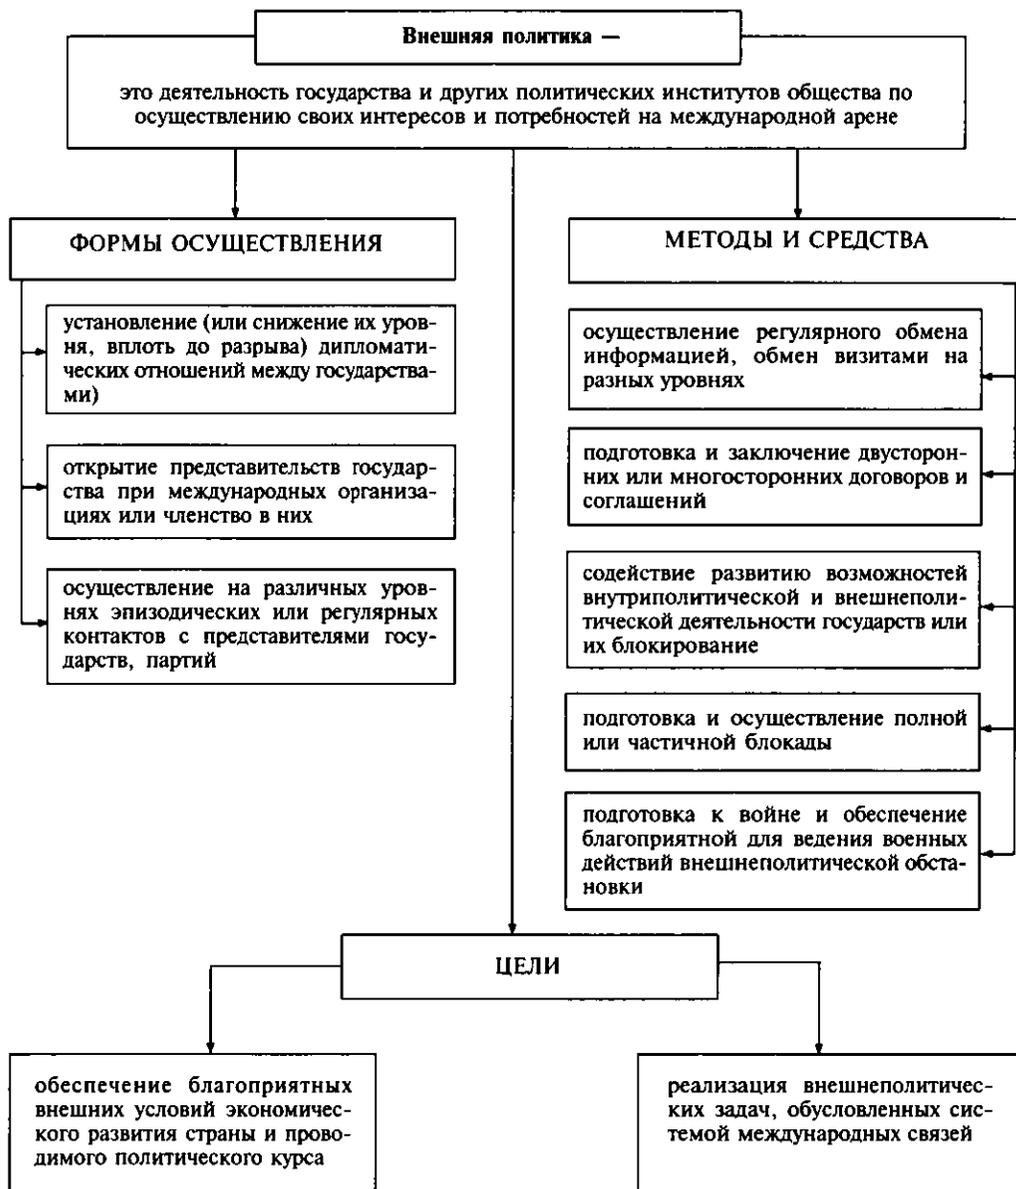 Внешняя политика —
это деятельность государства и других политических институтов общества по
осуществлению своих интересов и потребностей на международной арене
ФОРМЫ ОСУЩЕСТВЛЕНИЯ
установление (или снижение их уров-
ня, вплоть до разрыва) дипломати-
ческих отношений между государства-
ми)
открытие представительств государ-
ства при международных организа-
циях или членство в них
осуществление на различных уров-
нях эпизодических или регулярных
контактов с представителями госу-
дарств, партий
МЕТОДЫ И СРЕДСТВА
осуществление регулярного обмена
информацией, обмен визитами на
разных уровнях
подготовка и заключение двусторон-
них или многосторонних договоров и
соглашений
содействие развитию возможностей
внутриполитической и внешнеполи-
тической деятельности государств или
их блокирование
подготовка и осуществление полной
или частичной блокады
подготовка к войне и обеспечение
благоприятной для ведения военных
действий внешнеполитической обста-
новки
ЦЕЛИ
обеспечение благоприятных
внешних условий экономичес-
кого развития страны и прово-
димого политического курса
реализация внешнеполитичес-
ких задач, обусловленных сис-
темой международных связей